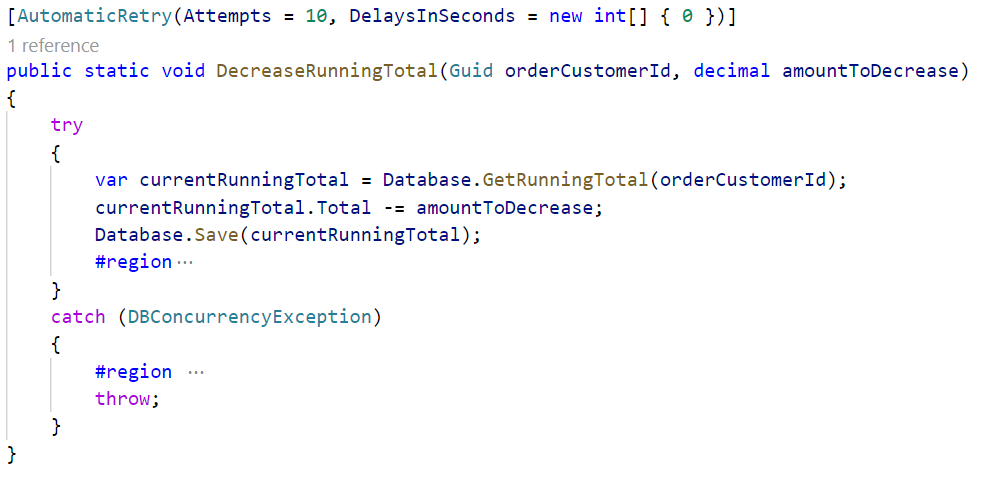 [AutomaticRetry(Attempts = 10, DelaysInSeconds = new int[] { 0 })]
1 reference
public static void DecreaseRunningTotal(Guid orderCustomerId, decimal amountToDecrease)
{
    try
    {
        var currentRunningTotal = Database.GetRunningTotal(orderCustomerId);
        currentRunningTotal.Total -= amountToDecrease;
        Database.Save(currentRunningTotal);
        #region ...
    }
    catch (DBConcurrencyException)
    {
        #region ...
        throw;
    }
}